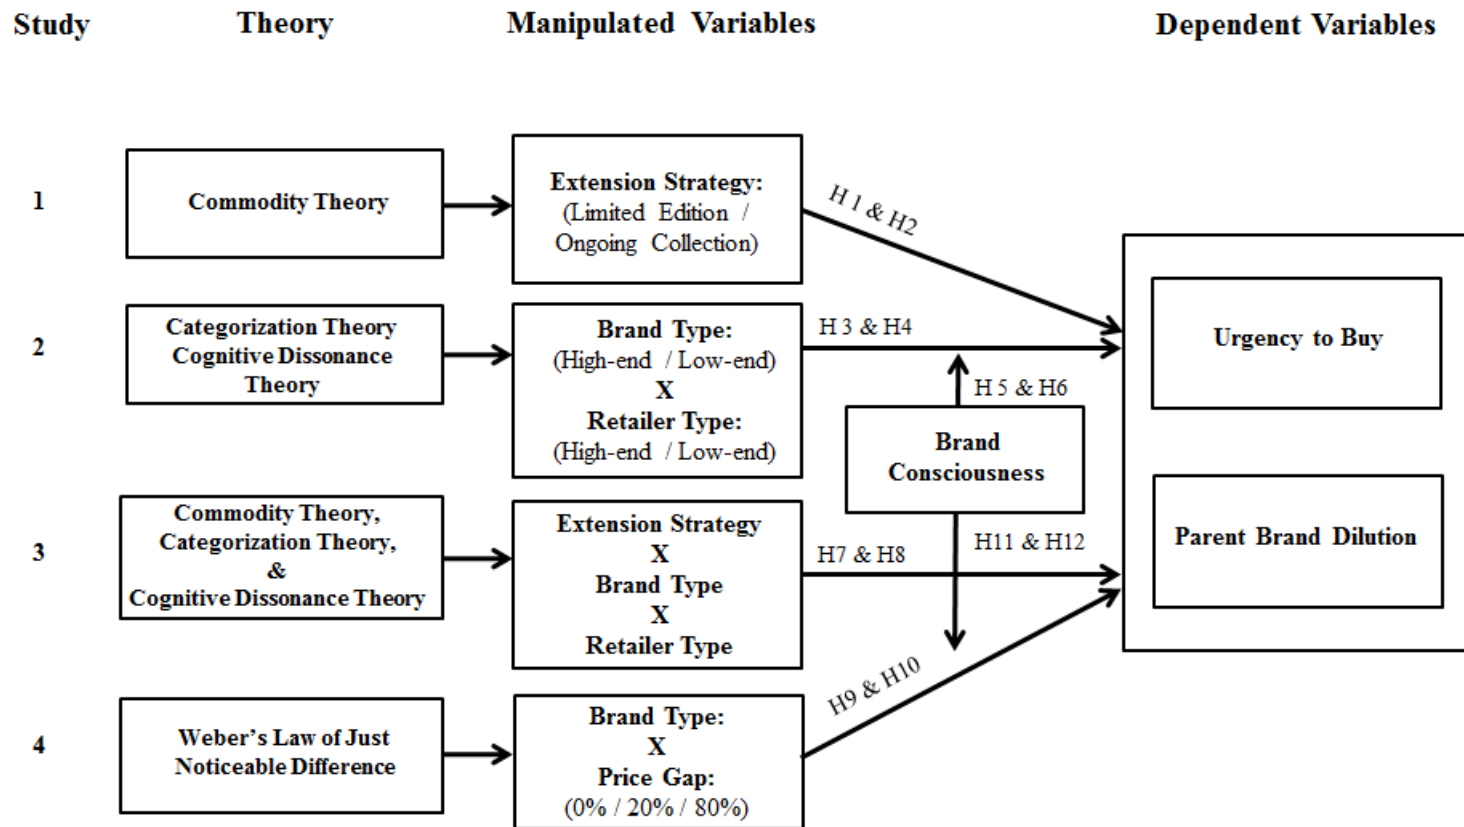 Study Theory Manipulated Variables Dependent Variables
1
Commodity Theory
Extension Strategy:
(Limited Edition /
Ongoing Collection)
H 1 & H2
2
Categorization Theory
Cognitive Dissonance
Theory
Brand Type:
(High-end / Low-end)
X
Retailer Type:
(High-end / Low-end)
H 3 & H4
H 5 & H6
Brand
Consciousness
Urgency to Buy
3
Commodity Theory,
Categorization Theory,
&
Cognitive Dissonance Theory
Extension Strategy
X
Brand Type
X
Retailer Type
H7 & H8
H11 & H12
Parent Brand Dilution
4
Weber's Law of Just
Noticeable Difference
Brand Type:
X
Price Gap:
(0% / 20% / 80%)
H9 & H10